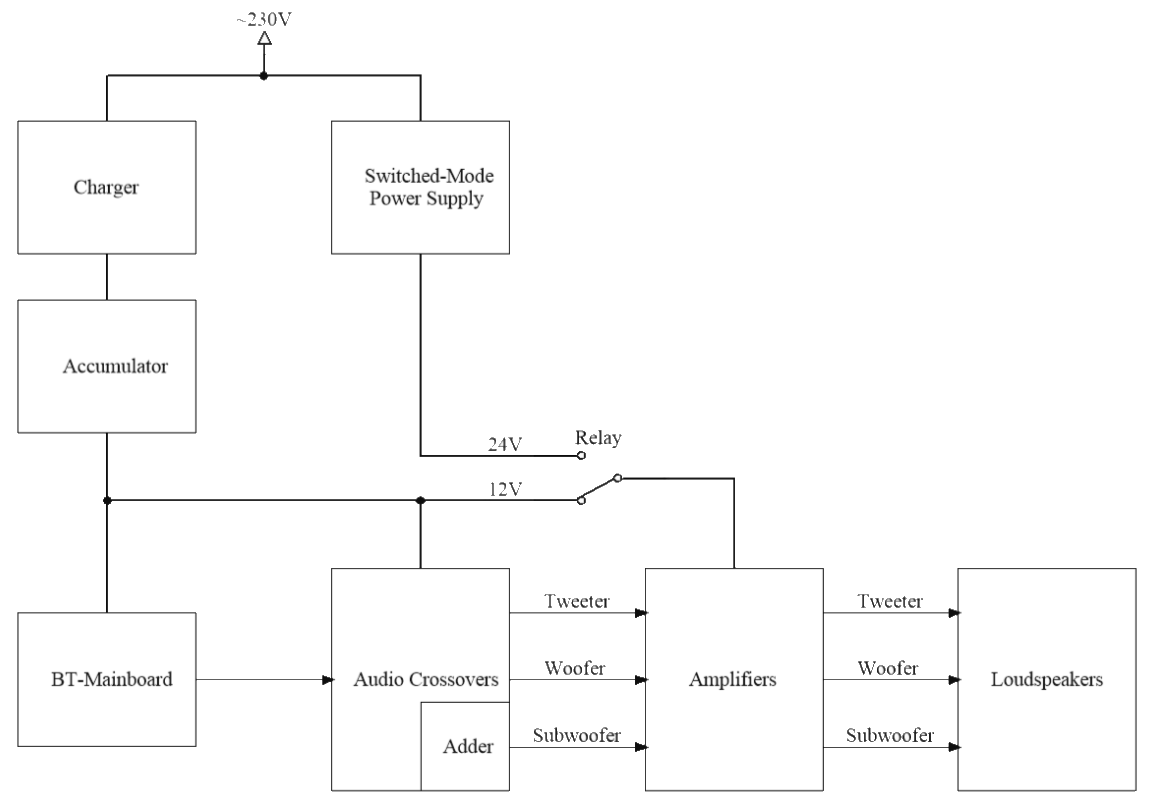 ~230V
Charger
Switched-Mode
Power Supply
Accumulator
24V
Relay
12V
BT-Mainboard
Audio Crossovers
Adder
Tweeter
Woofer
Subwoofer
Amplifiers
Tweeter
Woofer
Subwoofer
Loudspeakers